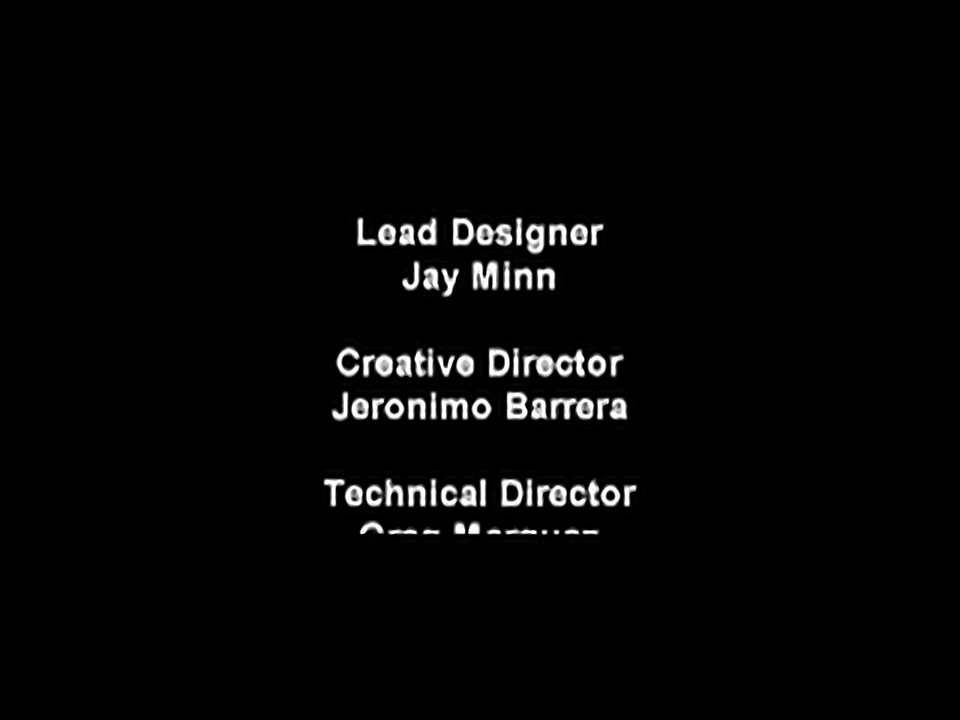 Lead Designer
Jay Minn
Creative Director
Jeronimo Barrera
Technical Director